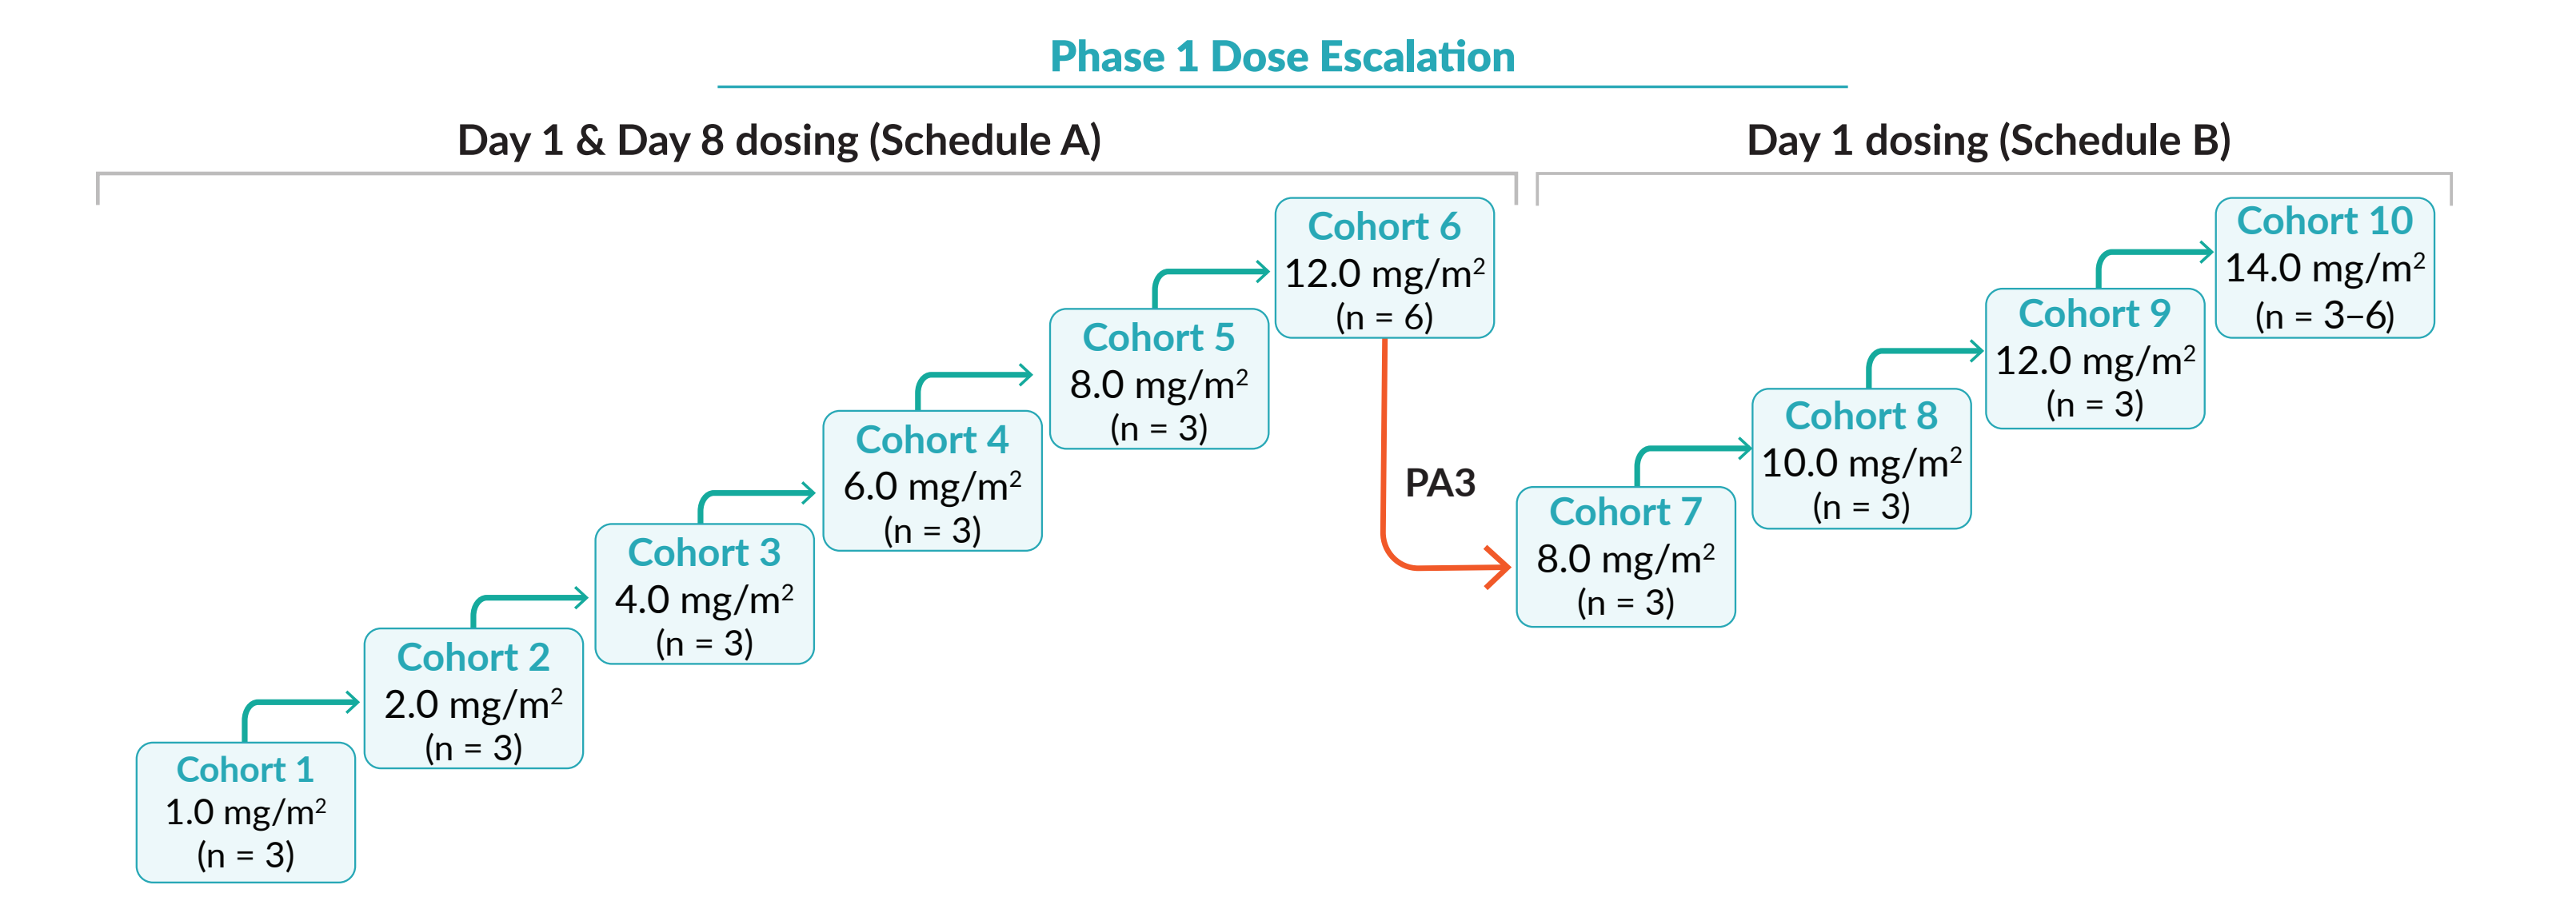 Phase 1 Dose Escalation
Day 1 & Day 8 dosing (Schedule A)
Day 1 dosing (Schedule B)
Cohort 1
1.0 mg/m²
(n = 3)
Cohort 2
2.0 mg/m²
(n = 3)
Cohort 3
4.0 mg/m²
(n = 3)
Cohort 4
6.0 mg/m²
(n = 3)
Cohort 5
8.0 mg/m²
(n = 3)
Cohort 6
12.0 mg/m²
(n = 6)
PA3
Cohort 7
8.0 mg/m²
(n = 3)
Cohort 8
10.0 mg/m²
(n = 3)
Cohort 9
12.0 mg/m²
(n = 3)
Cohort 10
14.0 mg/m²
(n = 3–6)